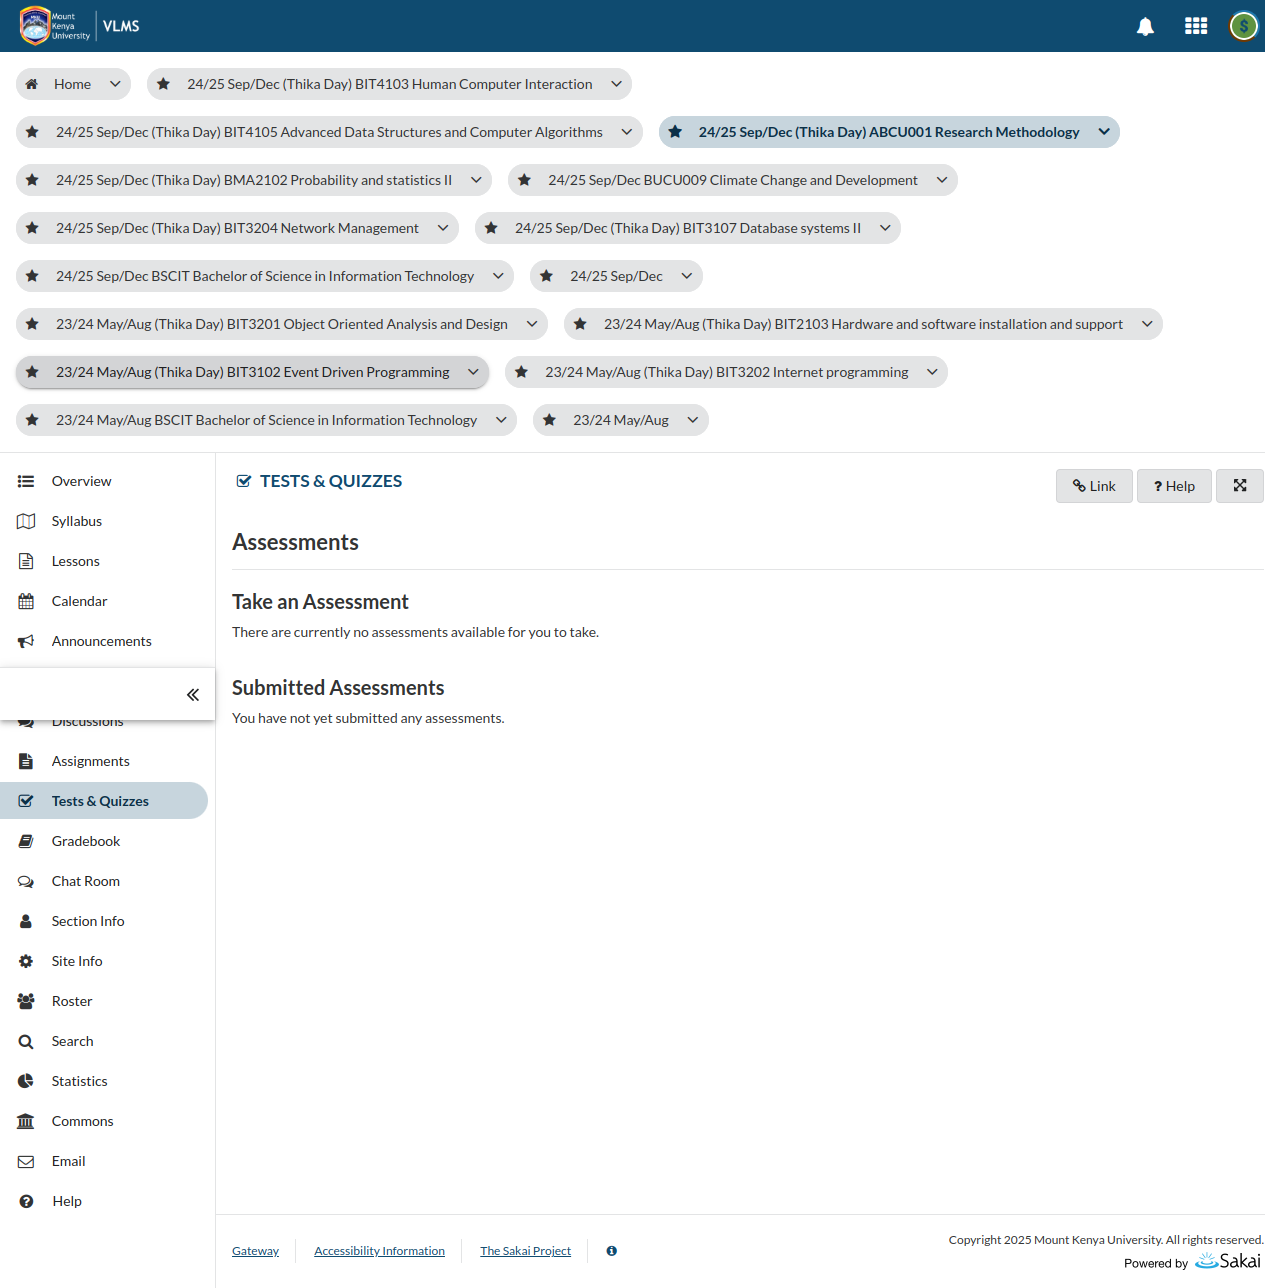 Mount
Kenya
University
VLMS
Home
24/25 Sep/Dec (Thika Day) BIT4103 Human Computer Interaction
24/25 Sep/Dec (Thika Day) BIT4105 Advanced Data Structures and Computer Algorithms
24/25 Sep/Dec (Thika Day) ABCU001 Research Methodology
24/25 Sep/Dec (Thika Day) BMA2102 Probability and statistics II
24/25 Sep/Dec BUCU009 Climate Change and Development
24/25 Sep/Dec (Thika Day) BIT3204 Network Management
24/25 Sep/Dec (Thika Day) BIT3107 Database systems II
24/25 Sep/Dec BSCIT Bachelor of Science in Information Technology
24/25 Sep/Dec
23/24 May/Aug (Thika Day) BIT3201 Object Oriented Analysis and Design
23/24 May/Aug (Thika Day) BIT2103 Hardware and software installation and support
23/24 May/Aug (Thika Day) BIT3102 Event Driven Programming
23/24 May/Aug (Thika Day) BIT3202 Internet programming
23/24 May/Aug BSCIT Bachelor of Science in Information Technology
23/24 May/Aug
Overview
Syllabus
Lessons
Calendar
Announcements
Discussions
Assignments
Tests & Quizzes
Gradebook
Chat Room
Section Info
Site Info
Roster
Search
Statistics
Commons
Email
Help
TESTS & QUIZZES
Link
? Help
Assessments
Take an Assessment
There are currently no assessments available for you to take.
Submitted Assessments
You have not yet submitted any assessments.
Gateway
Accessibility Information
The Sakai Project
Copyright 2025 Mount Kenya University. All rights reserved.
Powered by Sakai